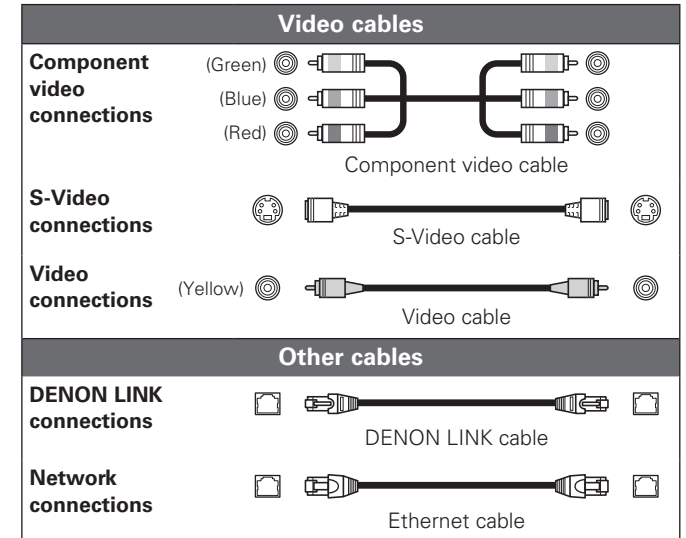 Video cables
Component
video
connections
(Green)
(Blue)
(Red)
Component video cable
S-Video
connections
S-Video cable
Video
connections
(Yellow)
Video cable
Other cables
DENON LINK
connections
DENON LINK cable
Network
connections
Ethernet cable